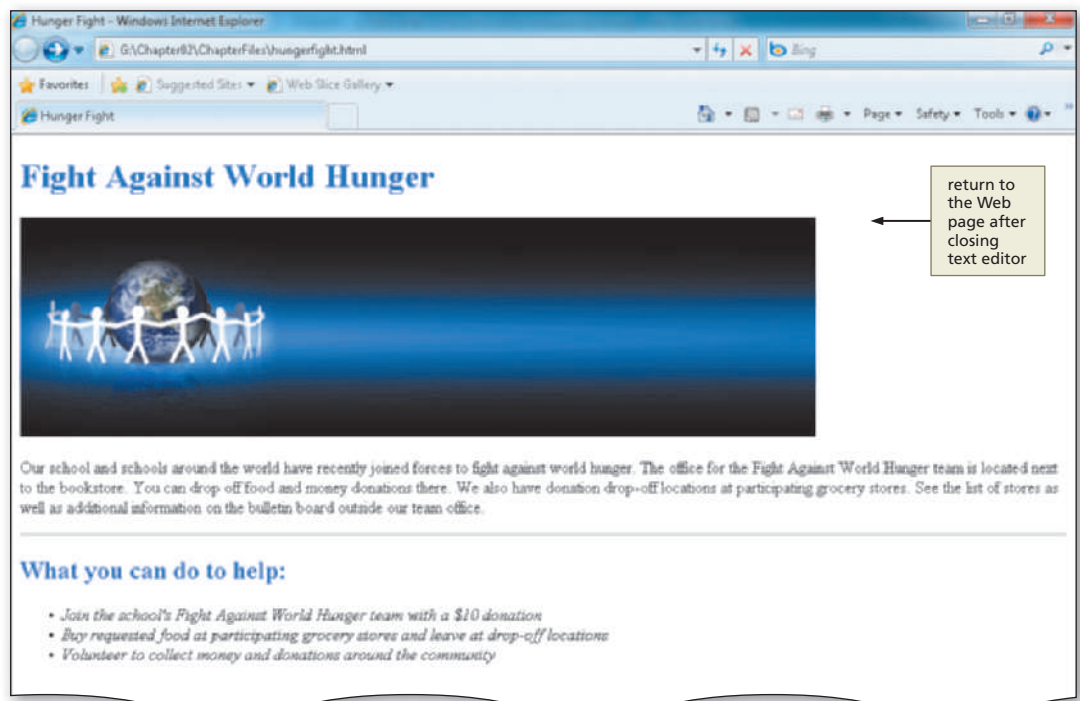 Hunger Fight - Windows Internet Explorer
G:\Chapter02\ChapterFiles\hungerfight.html
Bing
Favorites
Suggested Sites
Web Slice Gallery
Hunger Fight
Page
Safety
Tools
Fight Against World Hunger
return to
the Web
page after
closing
text editor
Our school and schools around the world have recently joined forces to fight against world hunger. The office for the Fight Against World Hunger team is located next
to the bookstore. You can drop off food and money donations there. We also have donation drop-off locations at participating grocery stores. See the list of stores as
well as additional information on the bulletin board outside our team office.
What you can do to help:
• Join the school's Fight Against World Hunger team with a $10 donation
• Buy requested food at participating grocery stores and leave at drop-off locations
• Volunteer to collect money and donations around the community